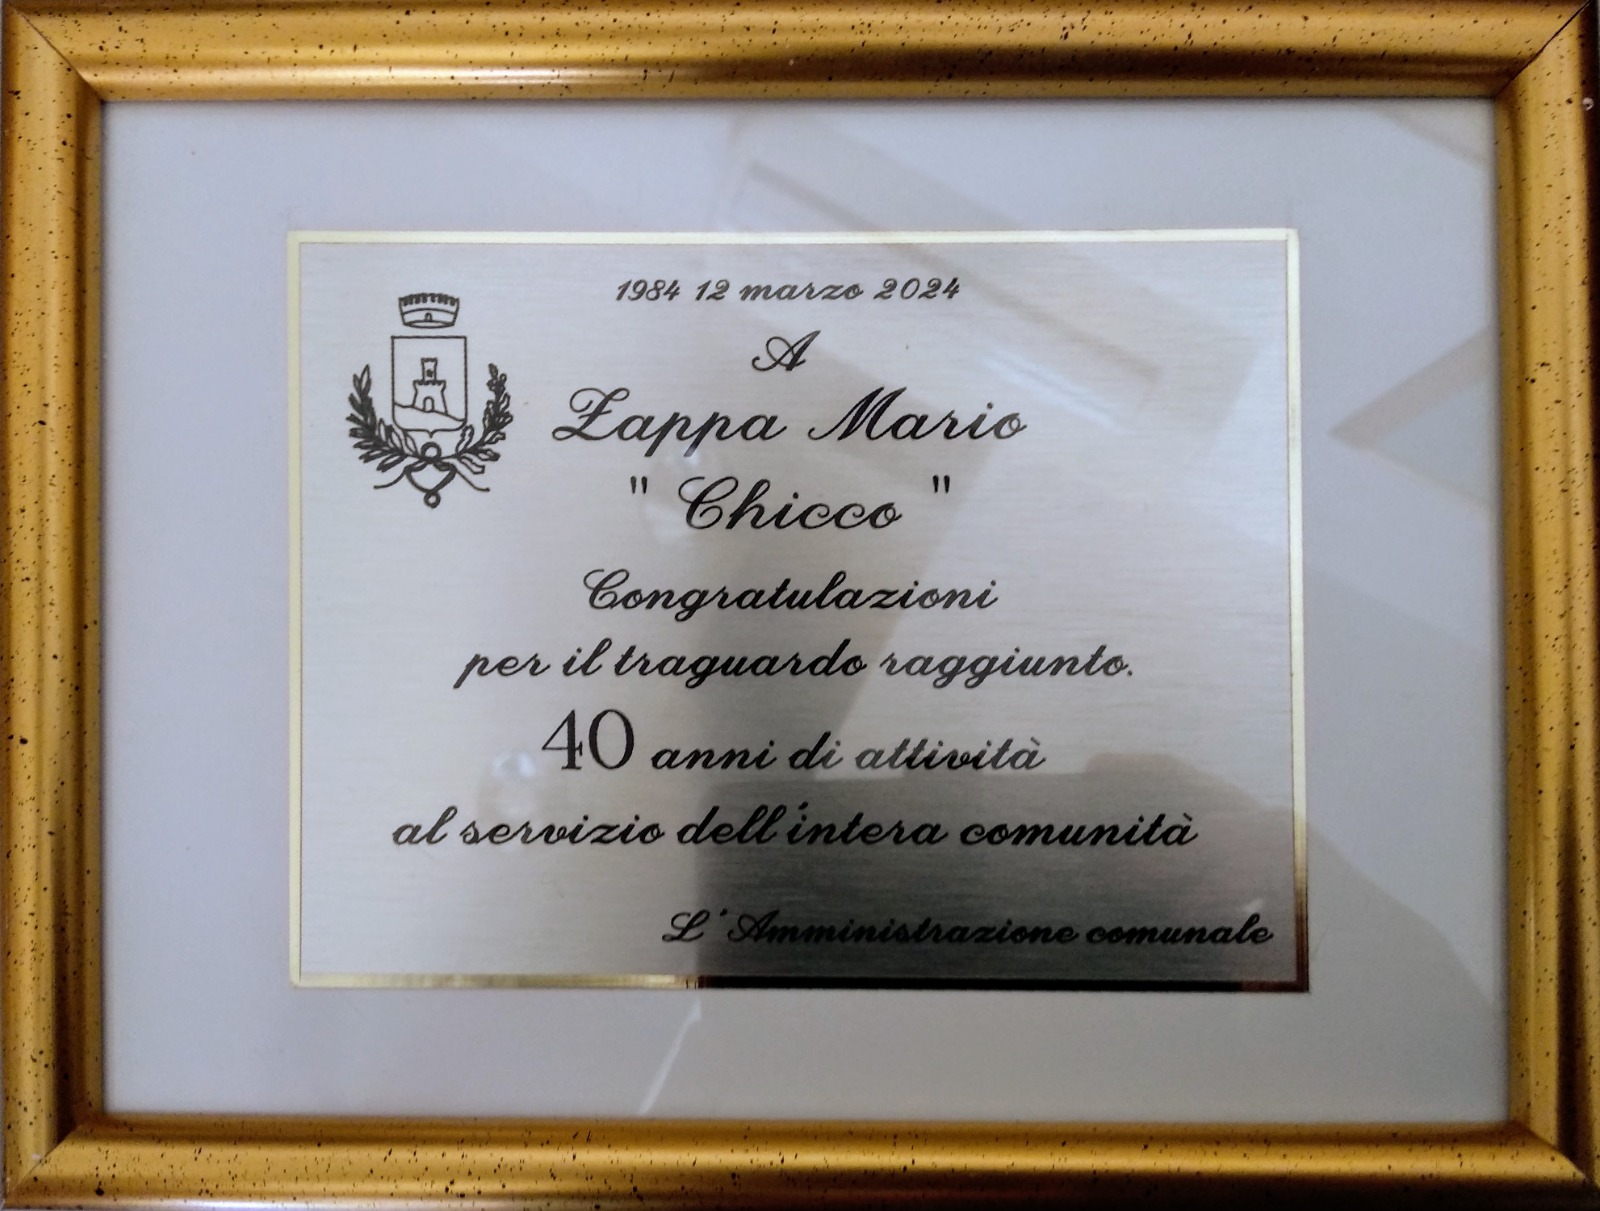 1984 12 marzo 2024
A
Zappa Mario
" Chicco "
Congratulazioni
per il traguardo raggiunto.
40 anni di attività
al servizio dell'intera comunità
L'Amministrazione comunale